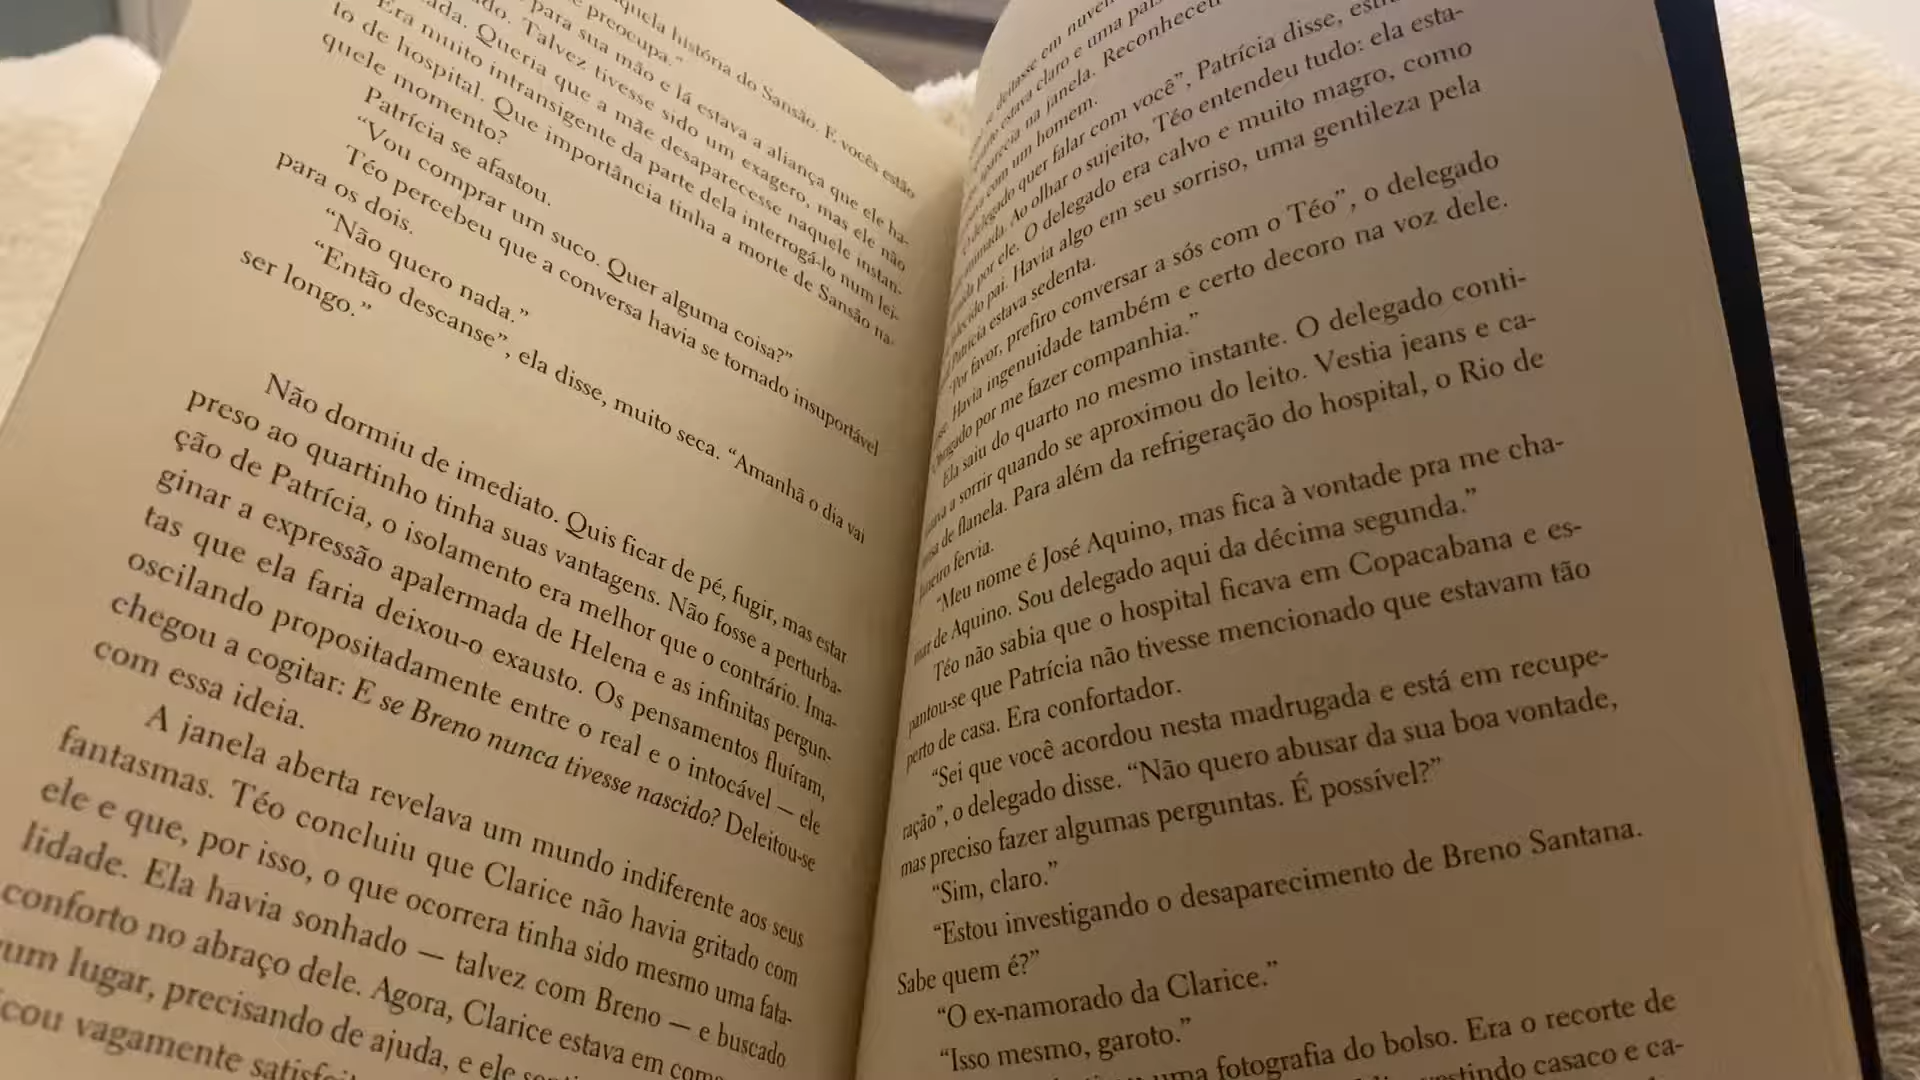 quela história do Sansão. E vocês estão
preocupa.”
para sua mão e lá estava a aliança que ele ha-
do. Talvez tivesse sido um exagero, mas ele não
ada. Queria que a mãe desaparecesse naquele instan-
Era muito intransigente da parte dela interrogá-lo num lei-
to de hospital. Que importância tinha a morte de Sansão na-
quele momento?
Patrícia se afastou.
“Vou comprar um suco. Quer alguma coisa?”
Téo percebeu que a conversa havia se tornado insuportável
para os dois.
“Não quero nada.”
“Então descanse”, ela disse, muito seca. “Amanhã o dia vai
ser longo.”
Não dormiu de imediato. Quis ficar de pé, fugir, mas estar
preso ao quartinho tinha suas vantagens. Não fosse a perturba-
ção de Patrícia, o isolamento era melhor que o contrário. Ima-
ginar a expressão apalermada de Helena e as infinitas pergun-
tas que ela faria deixou-o exausto. Os pensamentos fluíram,
oscilando propositadamente entre o real e o intocável — ele
chegou a cogitar: E se Breno nunca tivesse nascido? Deleitou-se
com essa ideia.
A janela aberta revelava um mundo indiferente aos seus
fantasmas. Téo concluiu que Clarice não havia gritado com
ele e que, por isso, o que ocorrera tinha sido mesmo uma fata-
lidade. Ela havia sonhado — talvez com Breno — e buscado
conforto no abraço dele. Agora, Clarice estava em
um lugar, precisando de ajuda, e ele
cou vagamente
deitasse em
estava claro e uma
na janela. Reconheceu
com um homem.
delegado quer falar com você”, Patrícia disse,
animada. Ao olhar o sujeito, Téo entendeu tudo: ela esta-
por ele. O delegado era calvo e muito magro, como
pai. Havia algo em seu sorriso, uma gentileza pela
Patrícia estava sedenta.
“Por favor, prefiro conversar a sós com o Téo”, o delegado
Havia ingenuidade também e certo decoro na voz dele.
Obrigado por me fazer companhia.”
Ela saiu do quarto no mesmo instante. O delegado conti-
nuava a sorrir quando se aproximou do leito. Vestia jeans e ca-
misa de flanela. Para além da refrigeração do hospital, o Rio de
Janeiro fervia.
“Meu nome é José Aquino, mas fica à vontade pra me cha-
mar de Aquino. Sou delegado aqui da décima segunda.”
Téo não sabia que o hospital ficava em Copacabana e es-
pantou-se que Patrícia não tivesse mencionado que estavam tão
perto de casa. Era confortador.
“Sei que você acordou nesta madrugada e está em recupe-
ração”, o delegado disse. “Não quero abusar da sua boa vontade,
mas preciso fazer algumas perguntas. É possível?”
“Sim, claro.”
“Estou investigando o desaparecimento de Breno Santana.
Sabe quem é?”
“O ex-namorado da Clarice.”
“Isso mesmo, garoto.”
uma fotografia do bolso. Era o recorte de
casaco e ca-